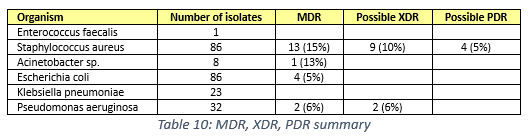 Organism Number of isolates MDR Possible XDR Possible PDR
Enterococcus faecalis 1
Staphylococcus aureus 86 13 (15%) 9 (10%) 4 (5%)
Acinetobacter sp. 8 1 (13%)
Escherichia coli 86 4 (5%)
Klebsiella pneumoniae 23
Pseudomonas aeruginosa 32 2 (6%) 2 (6%)
Table 10: MDR, XDR, PDR summary